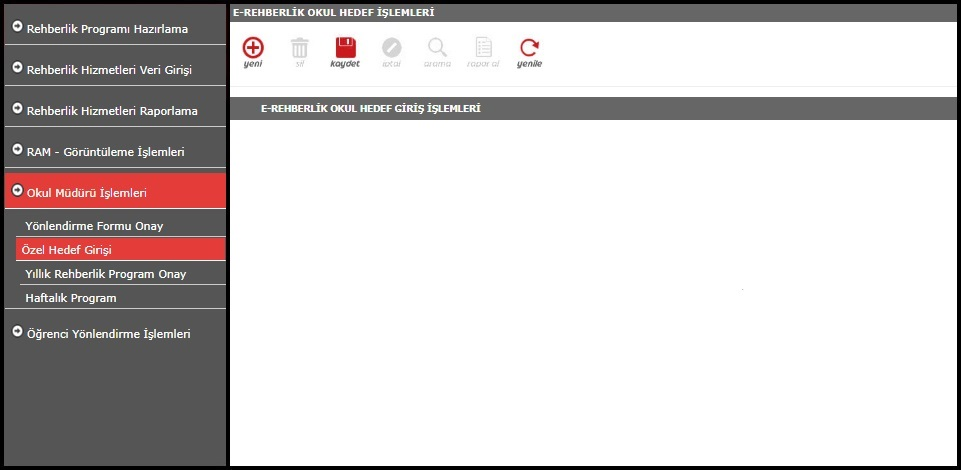 Rehberlik Programı Hazırlama
Rehberlik Hizmetleri Veri Girişi
Rehberlik Hizmetleri Raporlama
RAM - Görüntüleme İşlemleri
Okul Müdürü İşlemleri
Yönlendirme Formu Onay
Özel Hedef Girişi
Yıllık Rehberlik Program Onay
Haftalık Program
Öğrenci Yönlendirme İşlemleri
E-REHBERLİK OKUL HEDEF İŞLEMLERİ
yeni sil kaydet iptal arama rapor al yenile
E-REHBERLİK OKUL HEDEF GİRİŞ İŞLEMLERİ